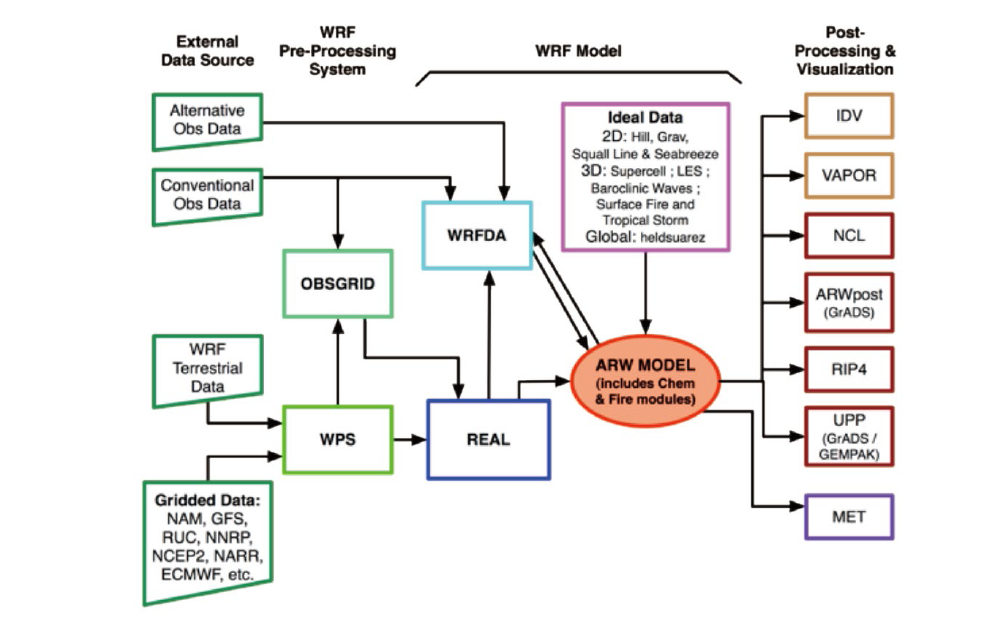 External
Data Source
WRF
Pre-Processing
System
WRF Model
Post-
Processing &
Visualization
Alternative
Obs Data
Conventional
Obs Data
WRF
Terrestrial
Data
Gridded Data:
NAM, GFS,
RUC, NNRP,
NCEP2, NARR,
ECMWF, etc.
OBSGRID
WPS
WRFDA
REAL
Ideal Data
2D: Hill, Grav,
Squall Line & Seabreeze
3D: Supercell ; LES ;
Baroclinic Waves ;
Surface Fire and
Tropical Storm
Global: heldsuarez
ARW MODEL
(includes Chem
& Fire modules)
IDV
VAPOR
NCL
ARWpost
(GrADS)
RIP4
UPP
(GrADS /
GEMPAK)
MET